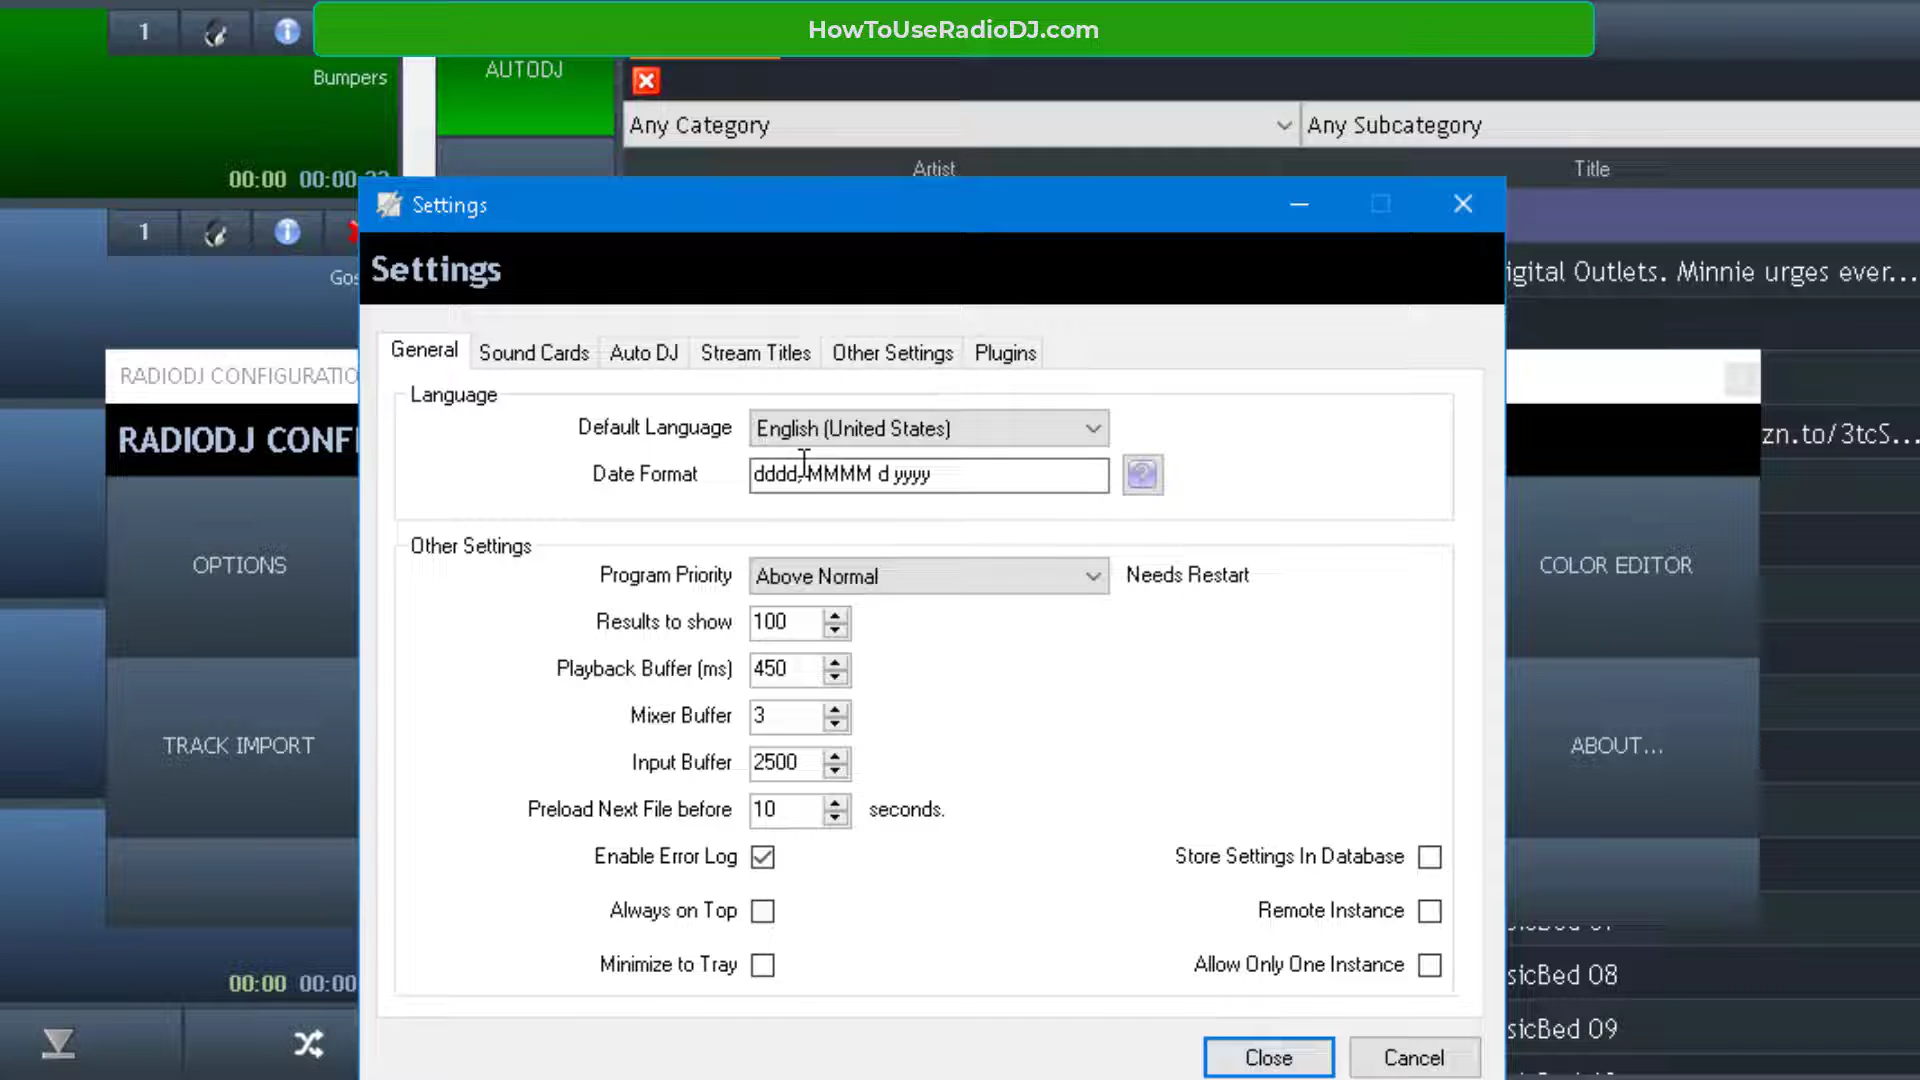 HowToUseRadioDJ.com
1
Bumpers
AUTODJ
Any Category
Any Subcategory
Artist
Title
00:00 00:00
Settings
1
Settings
igital Outlets. Minnie urges ever...
General
Sound Cards
Auto DJ
Stream Titles
Other Settings
Plugins
RADIODJ CONFIGURATIO
Language
RADIODJ CONF
Default Language
English (United States)
zn.to/3tcS...
Date Format
dddd, MMMM d yyyy
Other Settings
OPTIONS
COLOR EDITOR
Program Priority
Above Normal
Needs Restart
Results to show
100
Playback Buffer (ms)
450
Mixer Buffer
3
TRACK IMPORT
ABOUT...
Input Buffer
2500
Preload Next File before
10
seconds.
Enable Error Log
Store Settings In Database
Always on Top
Remote Instance
Minimize to Tray
Allow Only One Instance
00:00 00:00
sicBed 08
sicBed 09
Close
Cancel